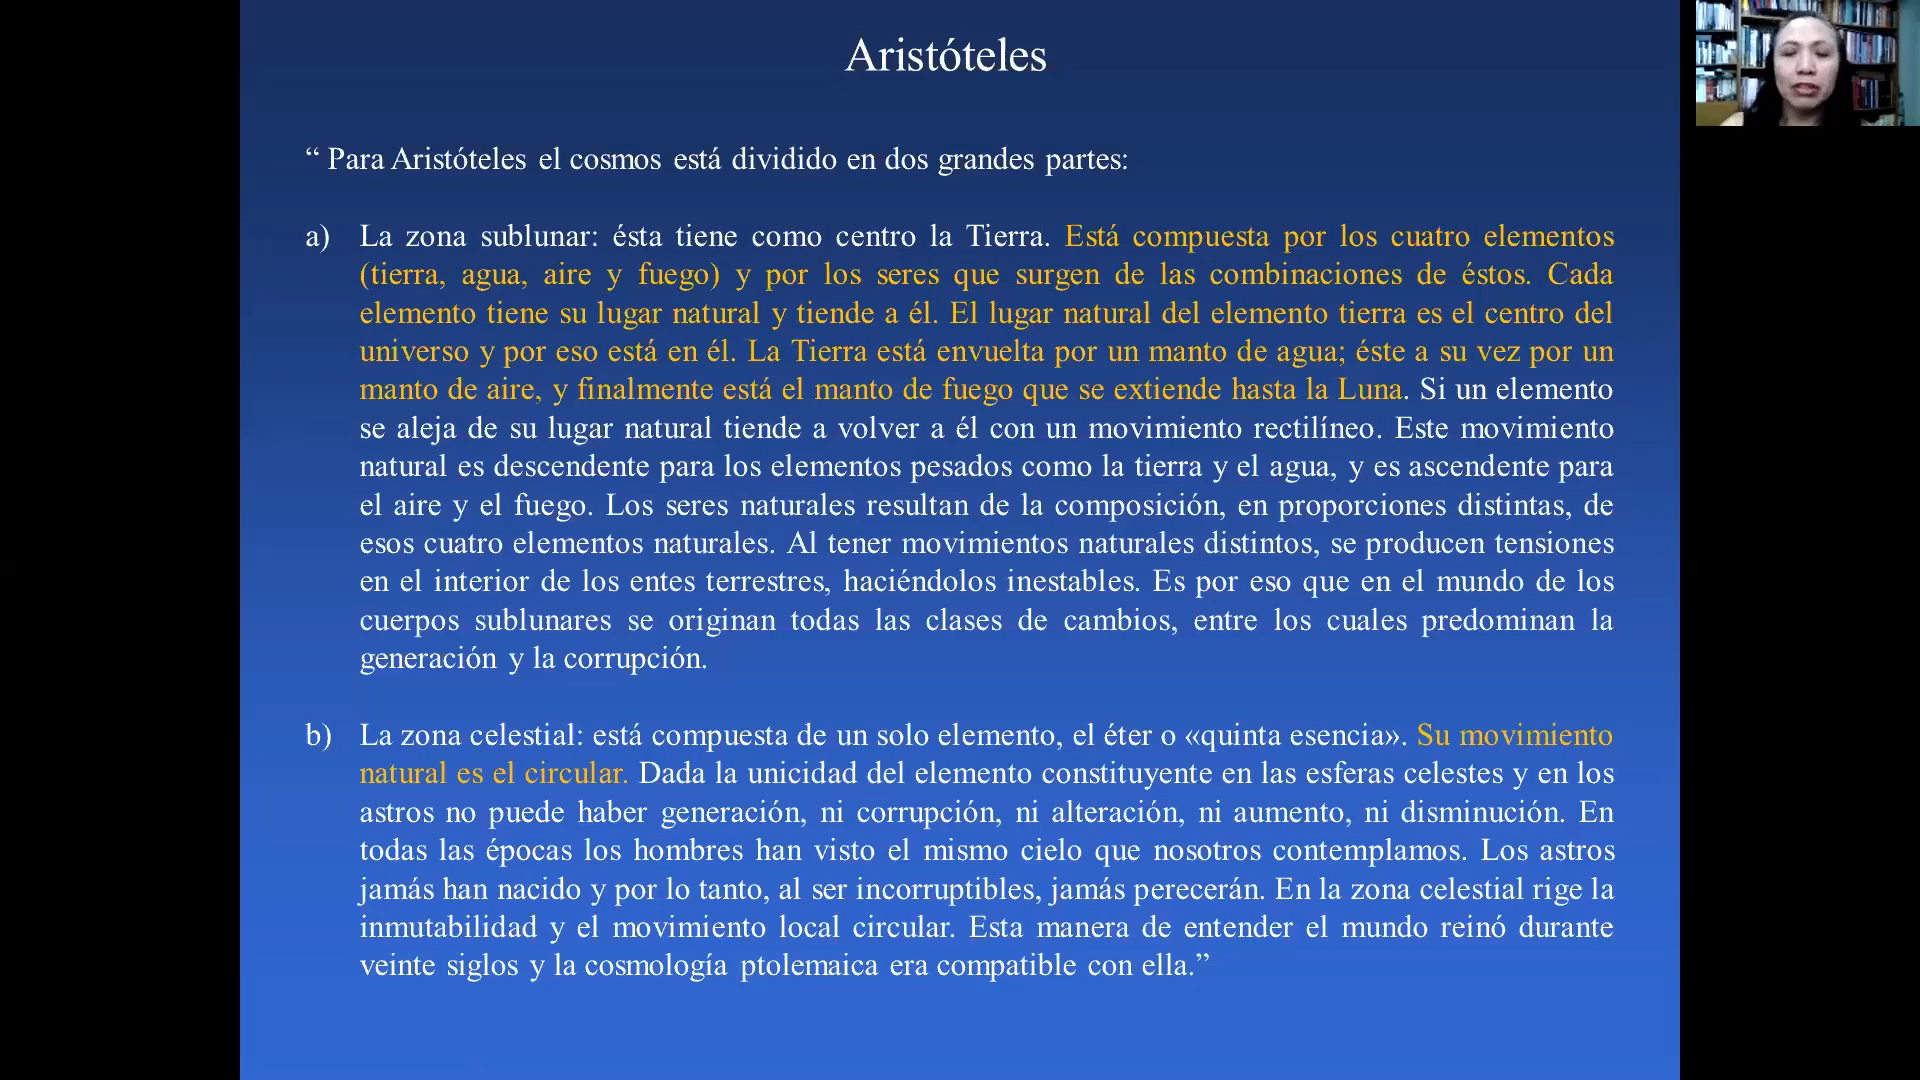 Aristóteles
“ Para Aristóteles el cosmos está dividido en dos grandes partes:
a) La zona sublunar: ésta tiene como centro la Tierra. Está compuesta por los cuatro elementos
(tierra, agua, aire y fuego) y por los seres que surgen de las combinaciones de éstos. Cada
elemento tiene su lugar natural y tiende a él. El lugar natural del elemento tierra es el centro del
universo y por eso está en él. La Tierra está envuelta por un manto de agua; éste a su vez por un
manto de aire, y finalmente está el manto de fuego que se extiende hasta la Luna. Si un elemento
se aleja de su lugar natural tiende a volver a él con un movimiento rectilíneo. Este movimiento
natural es descendente para los elementos pesados como la tierra y el agua, y es ascendente para
el aire y el fuego. Los seres naturales resultan de la composición, en proporciones distintas, de
esos cuatro elementos naturales. Al tener movimientos naturales distintos, se producen tensiones
en el interior de los entes terrestres, haciéndolos inestables. Es por eso que en el mundo de los
cuerpos sublunares se originan todas las clases de cambios, entre los cuales predominan la
generación y la corrupción.
b) La zona celestial: está compuesta de un solo elemento, el éter o «quinta esencia». Su movimiento
natural es el circular. Dada la unicidad del elemento constituyente en las esferas celestes y en los
astros no puede haber generación, ni corrupción, ni alteración, ni aumento, ni disminución. En
todas las épocas los hombres han visto el mismo cielo que nosotros contemplamos. Los astros
jamás han nacido y por lo tanto, al ser incorruptibles, jamás perecerán. En la zona celestial rige la
inmutabilidad y el movimiento local circular. Esta manera de entender el mundo reinó durante
veinte siglos y la cosmología ptolemaica era compatible con ella.”